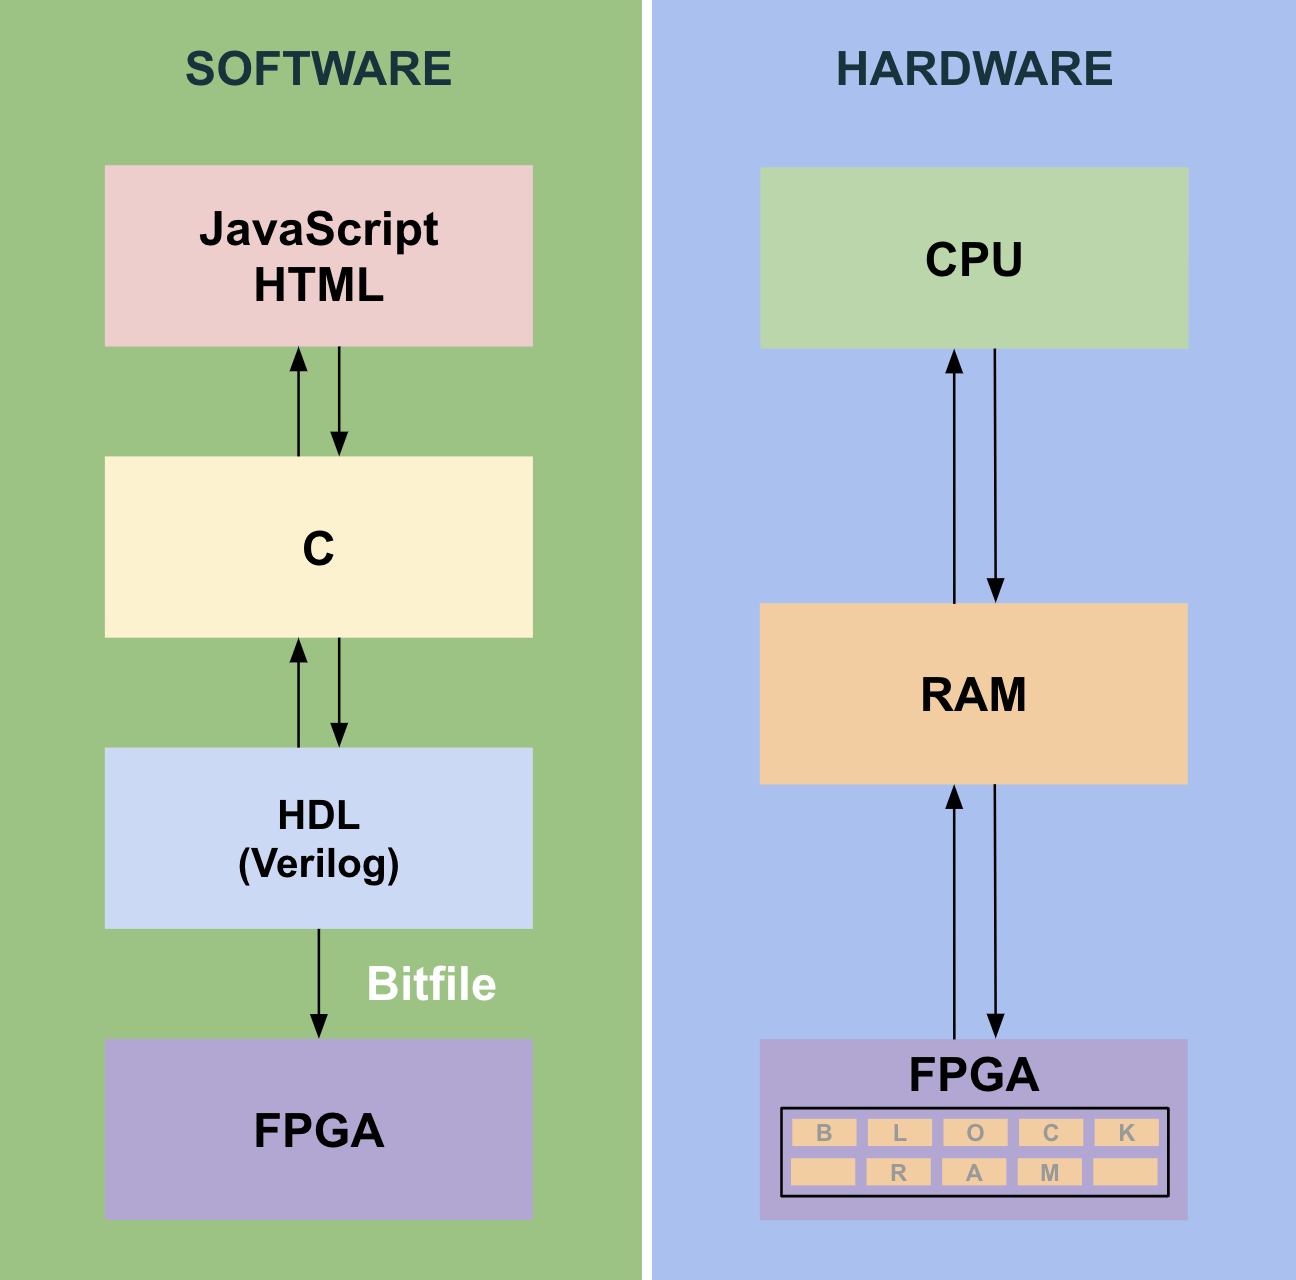 SOFTWARE
JavaScript
HTML
C
HDL
(Verilog)
Bitfile
FPGA
HARDWARE
CPU
RAM
FPGA
B L O C K
R A M